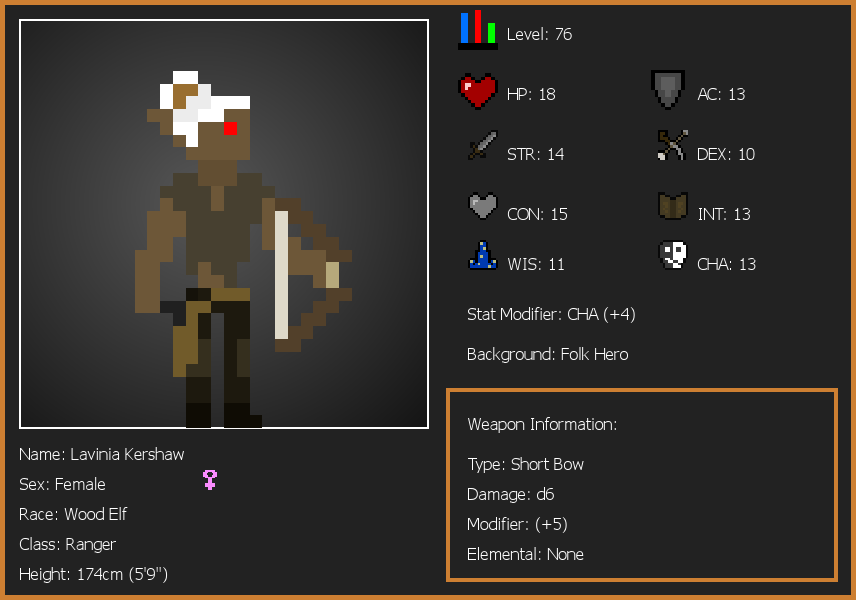 Level: 76
HP: 18
AC: 13
STR: 14
DEX: 10
CON: 15
INT: 13
WIS: 11
CHA: 13
Stat Modifier: CHA (+4)
Background: Folk Hero
Weapon Information:
Type: Short Bow
Damage: d6
Modifier: (+5)
Elemental: None
Name: Lavinia Kershaw
Sex: Female
Race: Wood Elf
Class: Ranger
Height: 174cm (5'9")